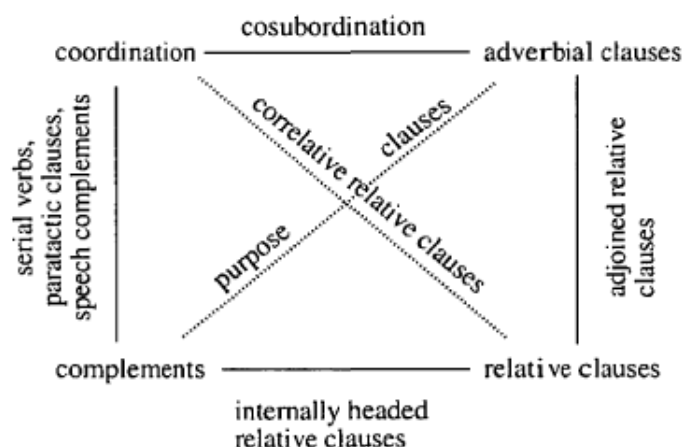 cosubordination
coordination
adverbial clauses
serial verbs,
paratactic clauses,
speech complements
correlative relative clauses
purpose clauses
adjoined relative
clauses
complements
relative clauses
internally headed
relative clauses